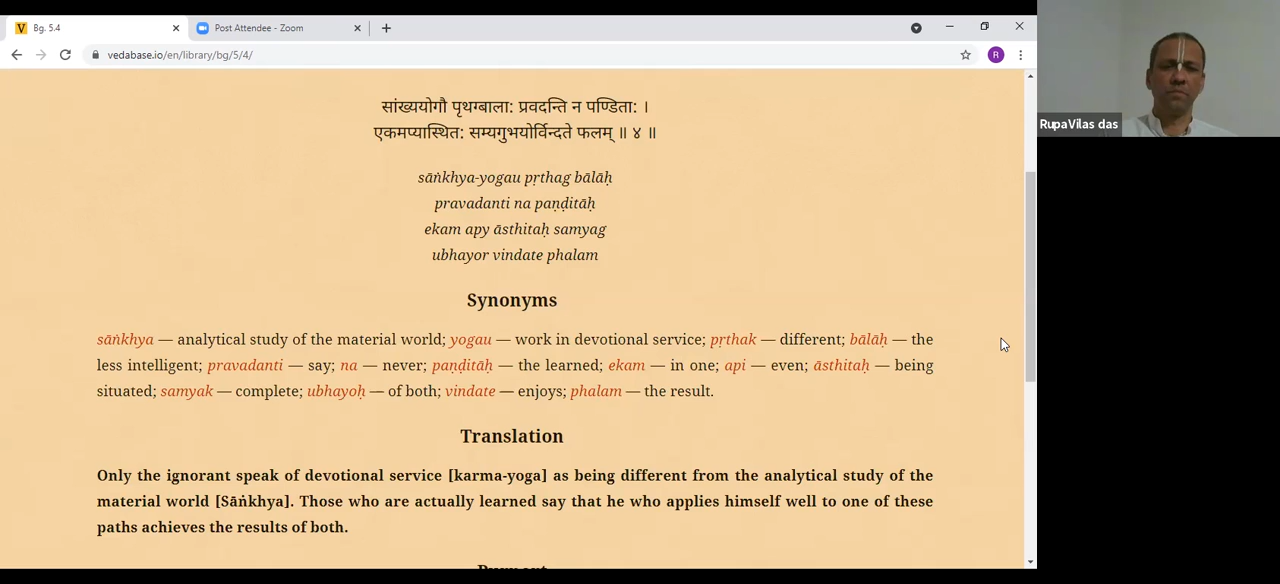 Bg. 5.4
Post Attendee - Zoom
vedabase.io/en/library/bg/5/4/
R
सांख्ययोगौ पृथग्बाला: प्रवदन्ति न पण्डिता: ।
एकमप्यास्थित: सम्यगुभयोर्विन्दते फलम् ॥ ४ ॥
sāṅkhya-yogau pṛthag bālāḥ
pravadanti na paṇḍitāḥ
ekam apy āsthitaḥ samyag
ubhayor vindate phalam
Synonyms
sāṅkhya — analytical study of the material world; yogau — work in devotional service; pṛthak — different; bālāḥ — the
less intelligent; pravadanti — say; na — never; paṇḍitāḥ — the learned; ekam — in one; api — even; āsthitaḥ — being
situated; samyak — complete; ubhayoḥ — of both; vindate — enjoys; phalam — the result.
Translation
Only the ignorant speak of devotional service [karma-yoga] as being different from the analytical study of the
material world [Sāṅkhya]. Those who are actually learned say that he who applies himself well to one of these
paths achieves the results of both.
RupaVilas das